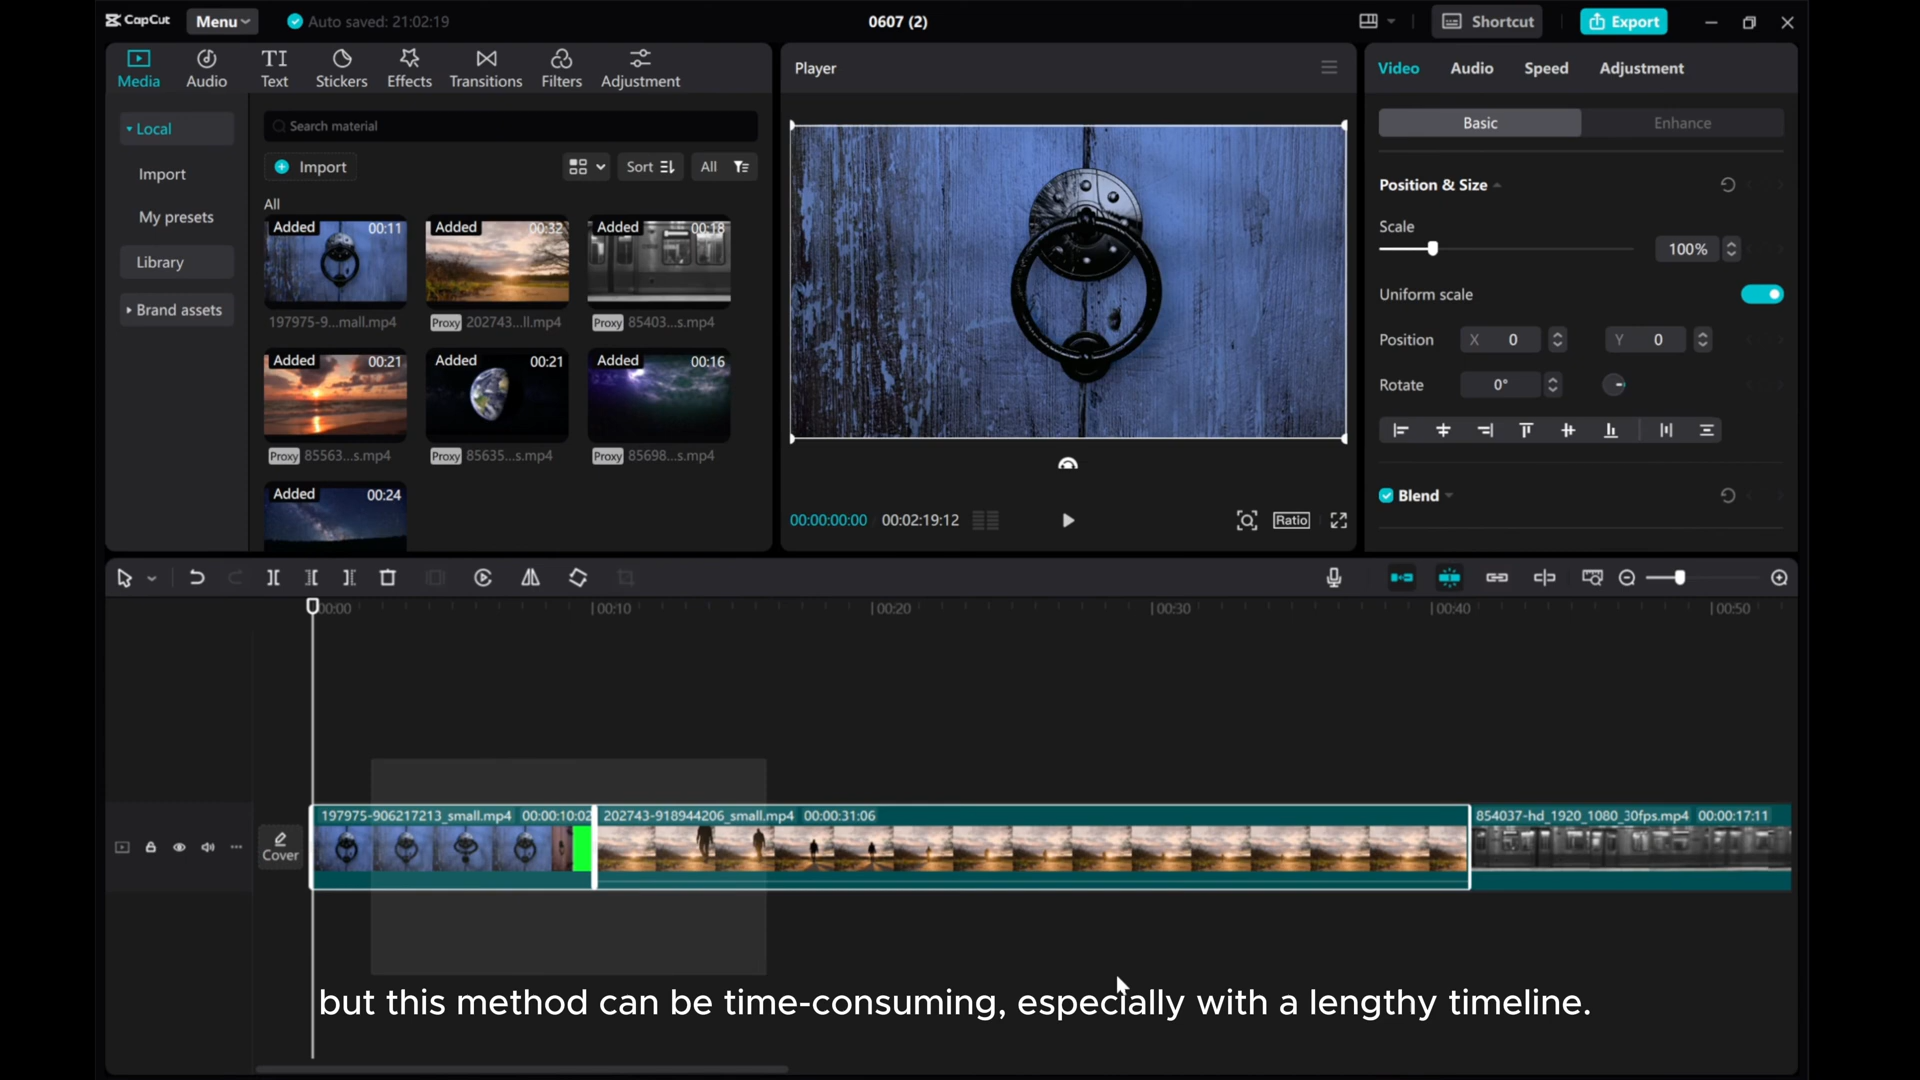 CapCut
Menu
Auto saved: 21:02:19
0607 (2)
Shortcut
Export
Media
Audio
Text
Stickers
Effects
Transitions
Filters
Adjustment
Local
Import
My presets
Library
Brand assets
Search material
Import
Sort
All
All
Added 00:11
Added 00:32
Added 00:18
197975-9...mall.mp4
Proxy 202743...ll.mp4
Proxy 85403...s.mp4
Added 00:21
Added 00:21
Added 00:16
Proxy 85563...s.mp4
Proxy 85635...s.mp4
Proxy 85698...s.mp4
Added 00:24
Player
00:00:00:00 00:02:19:12
Ratio
Video
Audio
Speed
Adjustment
Basic
Enhance
Position & Size
Scale
100%
Uniform scale
Position X 0 Y 0
Rotate 0°
Blend
00:00 00:10 00:20 00:30 00:40 00:50
Cover
197975-906217213_small.mp4 00:00:10:02
202743-918944206_small.mp4 00:00:31:06
854037-hd_1920_1080_30fps.mp4 00:00:17:11
but this method can be time-consuming, especially with a lengthy timeline.